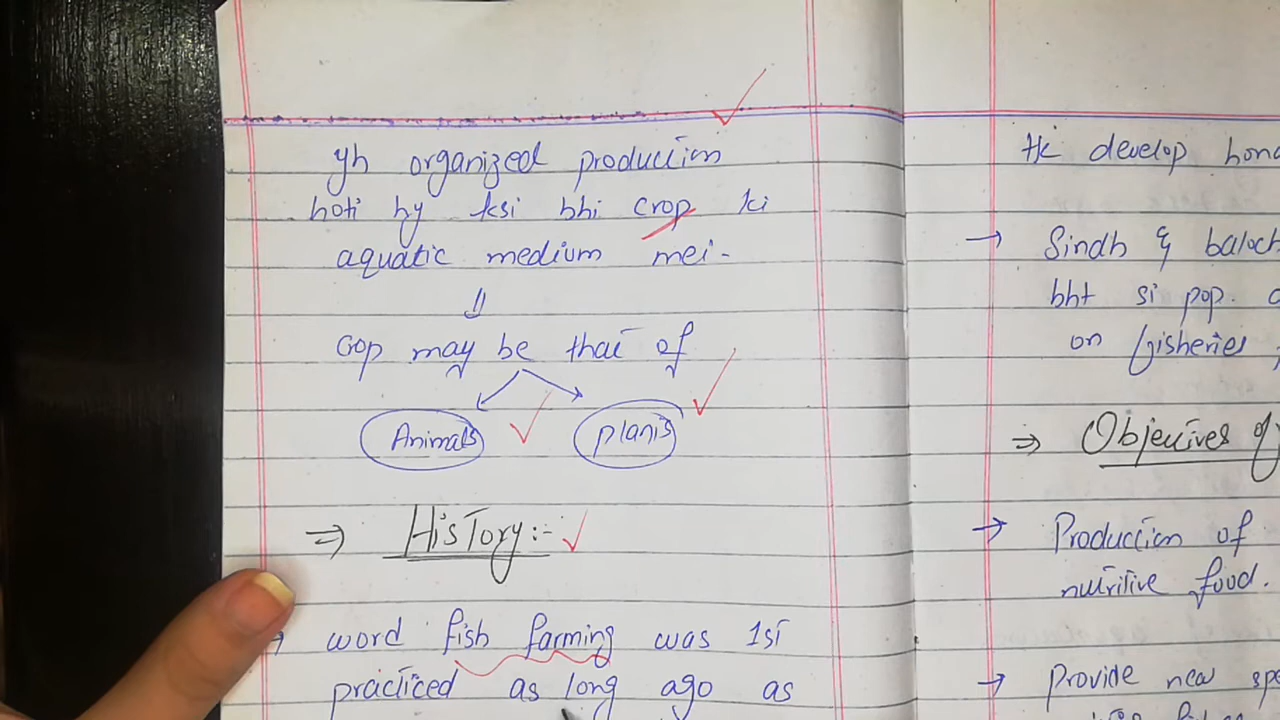 yh organized production
hoti hy ksi bhi crop ki
aquatic medium mei-
⇓
crop may be that of
Animals plants
⇒ History:-
→ word fish farming was 1st
practiced as long ago as
tk develop
→ Sindh & baloch
bht si pop.
on fisheries
⇒ Objectives of
→ Production of
nutritive food.
→ Provide new spe